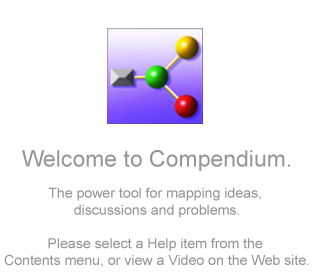 Welcome to Compendium.
The power tool for mapping ideas,
discussions and problems.
Please select a Help item from the
Contents menu, or view a Video on the Web site.